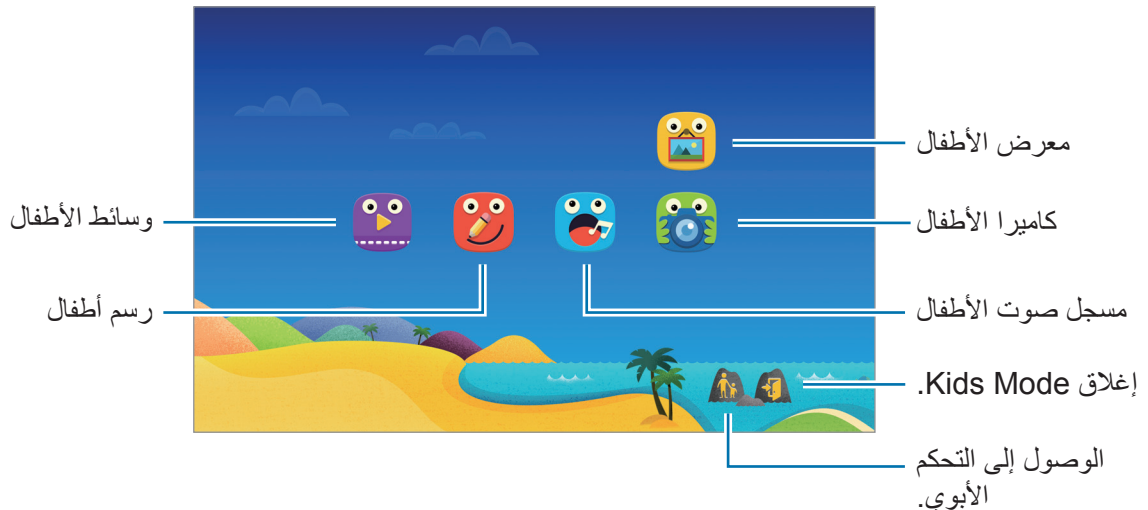 معرض الأطفال
كاميرا الأطفال
وسائط الأطفال
مسجل صوت الأطفال
رسم أطفال
إغلاق Kids Mode.
الوصول إلى التحكم
الأبوي.